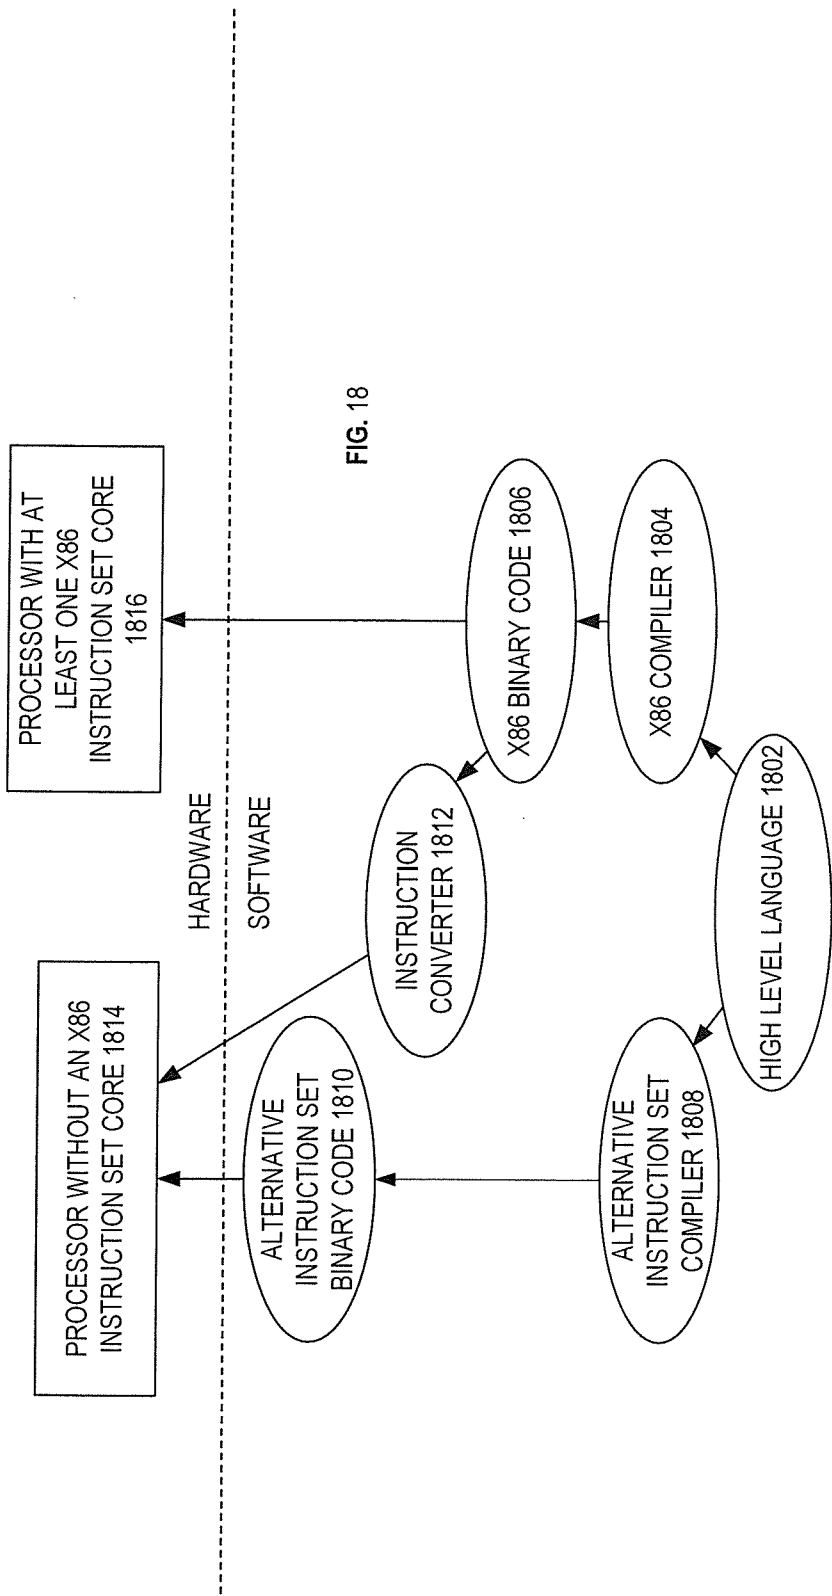 PROCESSOR WITHOUT AN X86
INSTRUCTION SET CORE 1814
PROCESSOR WITH AT
LEAST ONE X86
INSTRUCTION SET CORE
1816
HARDWARE
SOFTWARE
ALTERNATIVE
INSTRUCTION SET
BINARY CODE 1810
INSTRUCTION
CONVERTER 1812
FIG. 18
X86 BINARY CODE 1806
ALTERNATIVE
INSTRUCTION SET
COMPILER 1808
X86 COMPILER 1804
HIGH LEVEL LANGUAGE 1802